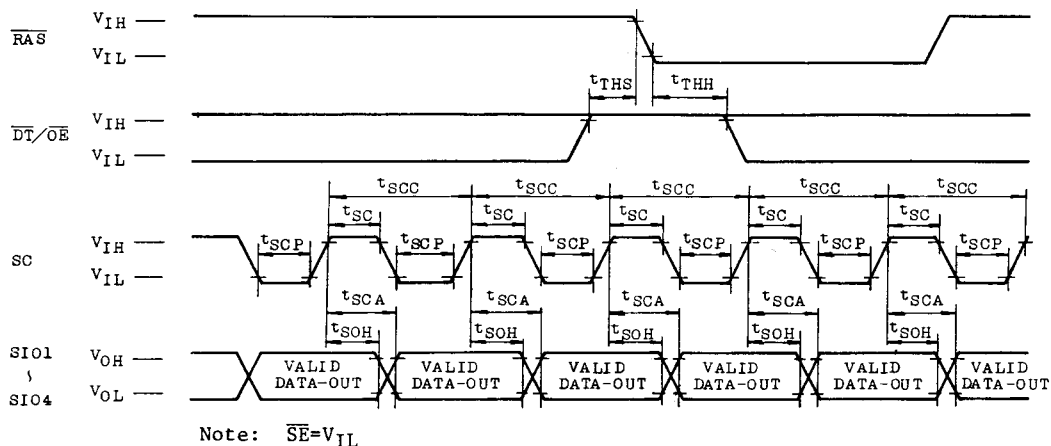 RAS VIH
VIL
tTHS tTHH
DT/OE VIH
VIL
tSCC tSCC tSCC tSCC tSCC
tSC tSC tSC tSC tSC
SC VIH tSCP tSCP tSCP tSCP tSCP tSCP
VIL
tSCA tSCA tSCA tSCA tSCA
tSOH tSOH tSOH tSOH tSOH
SIO1 VOH VALID VALID VALID VALID VALID VALID
SIO4 VOL DATA-OUT DATA-OUT DATA-OUT DATA-OUT DATA-OUT DATA-OUT
Note: SE=VIL